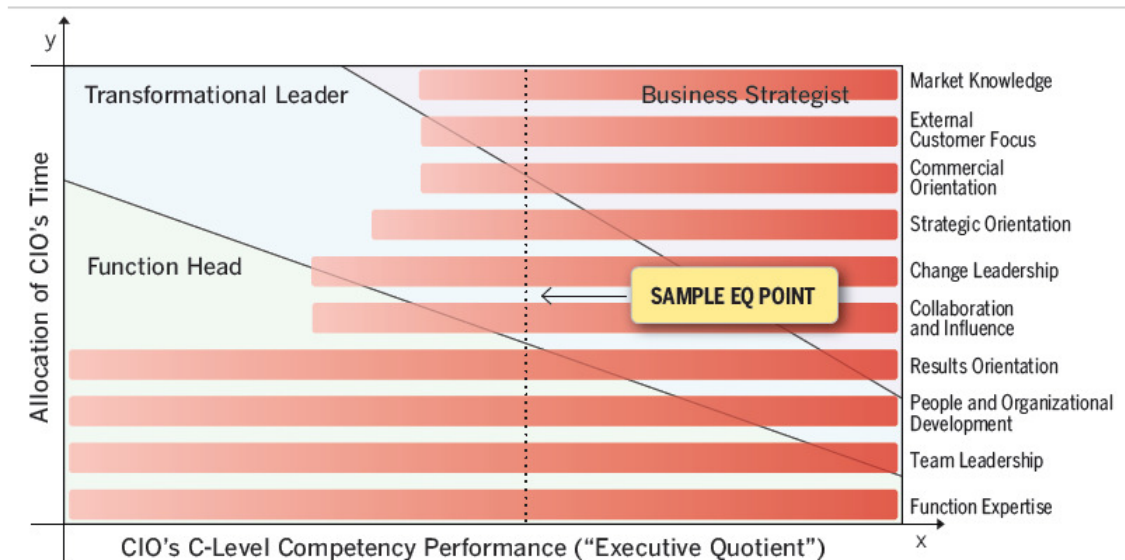 y
Transformational Leader
Business Strategist
Function Head
SAMPLE EQ POINT
Market Knowledge
External
Customer Focus
Commercial
Orientation
Strategic Orientation
Change Leadership
Collaboration
and Influence
Results Orientation
People and Organizational
Development
Team Leadership
Function Expertise
Allocation of CIO's Time
x
CIO's C-Level Competency Performance (“Executive Quotient”)